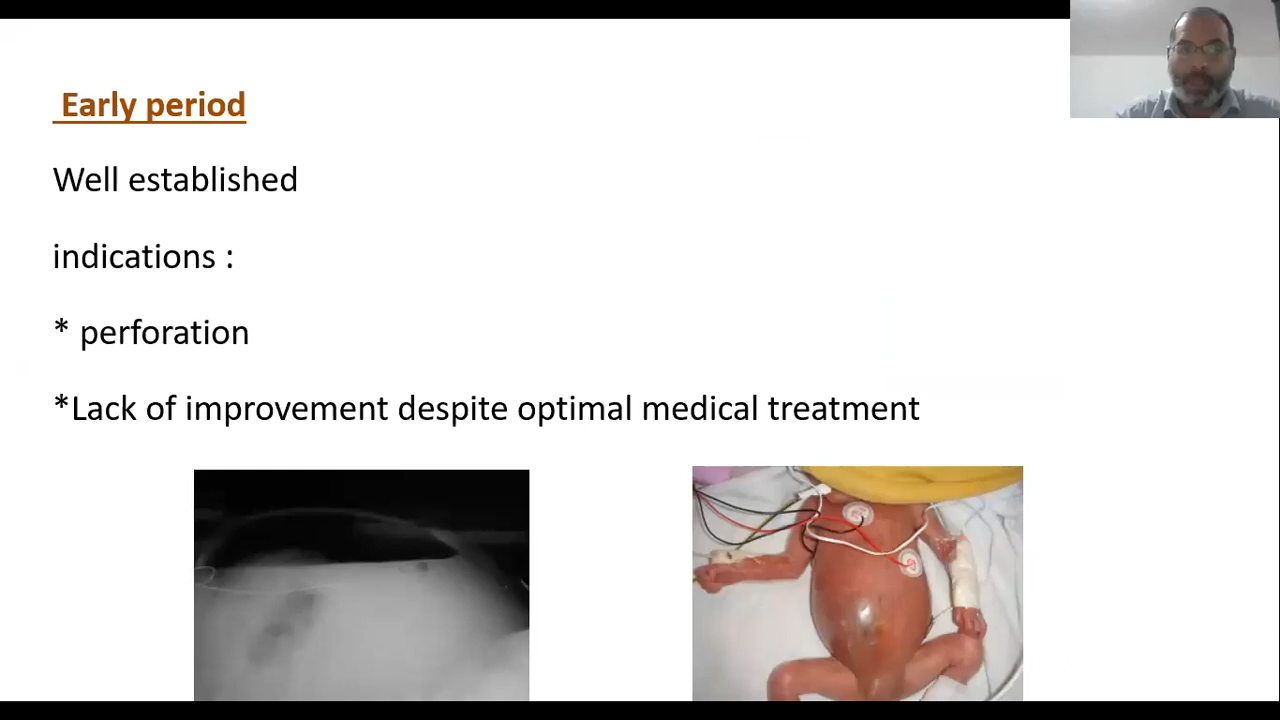 Early period
Well established
indications :
* perforation
*Lack of improvement despite optimal medical treatment